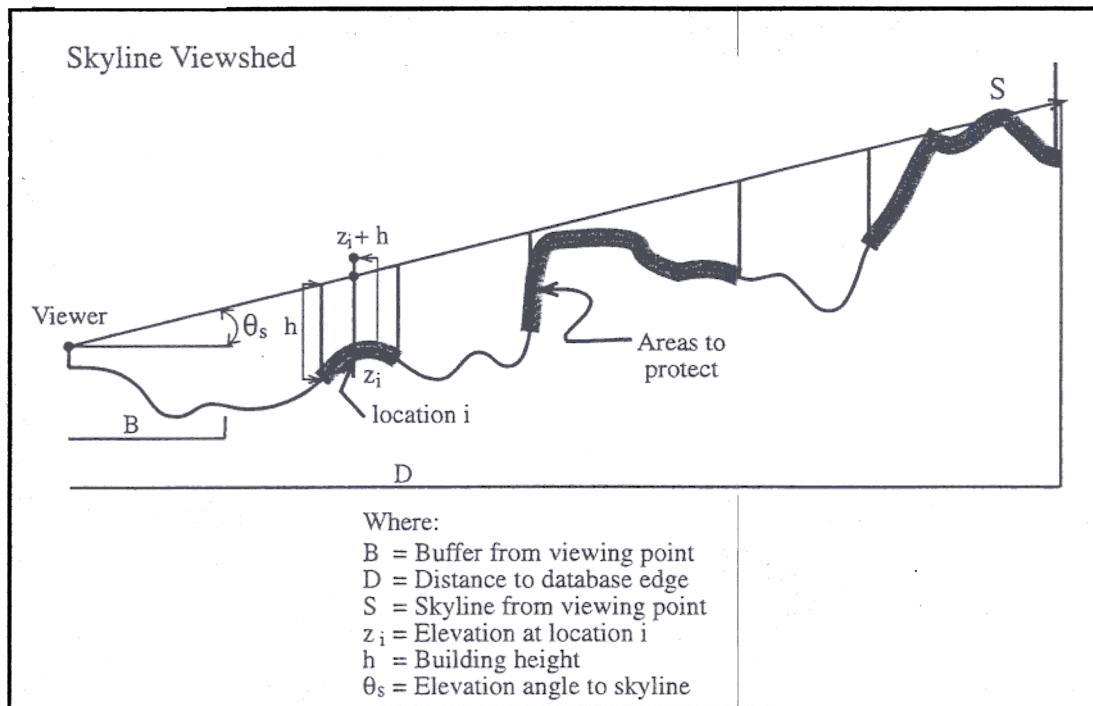 Skyline Viewshed
S
zi + h
Viewer
θs
h
Areas to
protect
zi
location i
B
D
Where:
B = Buffer from viewing point
D = Distance to database edge
S = Skyline from viewing point
z i = Elevation at location i
h = Building height
θs = Elevation angle to skyline